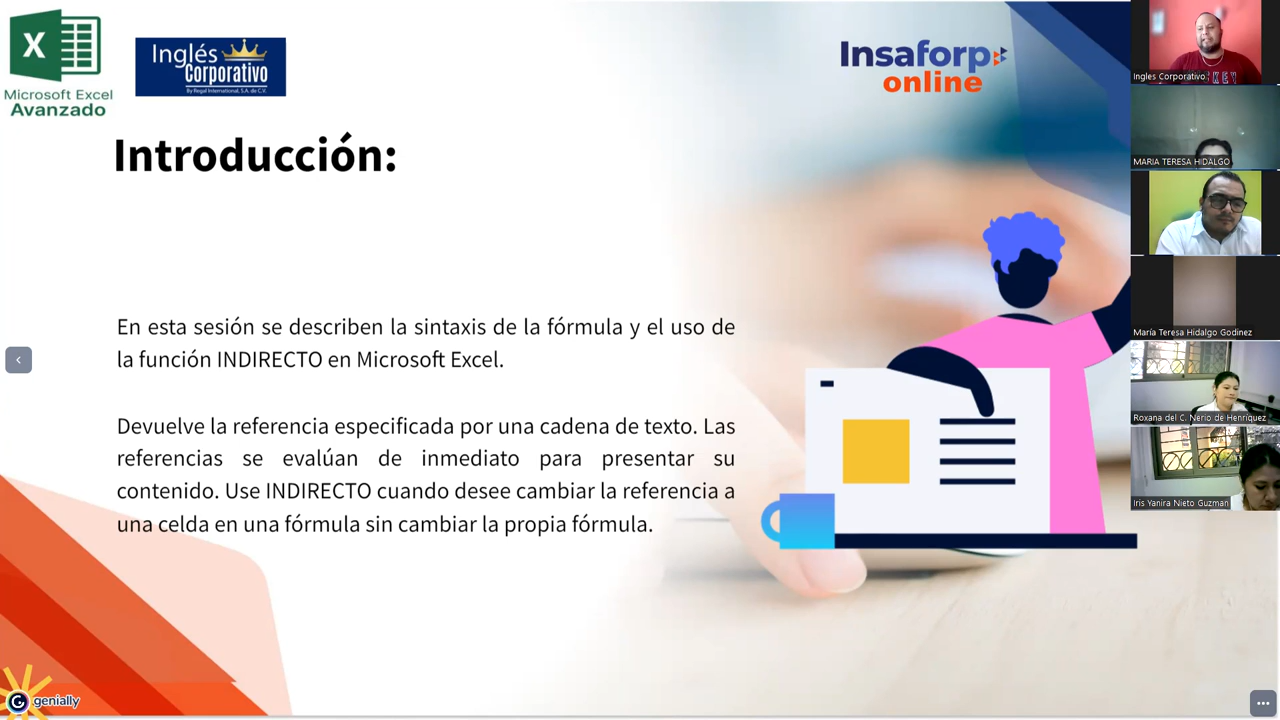 X
Microsoft Excel
Avanzado
Inglés
Corporativo
By Regal International, S.A. de C.V.
Insaforp
online
Introducción:
En esta sesión se describen la sintaxis de la fórmula y el uso de
la función INDIRECTO en Microsoft Excel.
Devuelve la referencia especificada por una cadena de texto. Las
referencias se evalúan de inmediato para presentar su
contenido. Use INDIRECTO cuando desee cambiar la referencia a
una celda en una fórmula sin cambiar la propia fórmula.
genially
Ingles Corporativo
KEY
MARIA TERESA HIDALGO
María Teresa Hidalgo Godinez
Roxana del C. Nerio de Henríquez
Iris Yanira Nieto Guzman